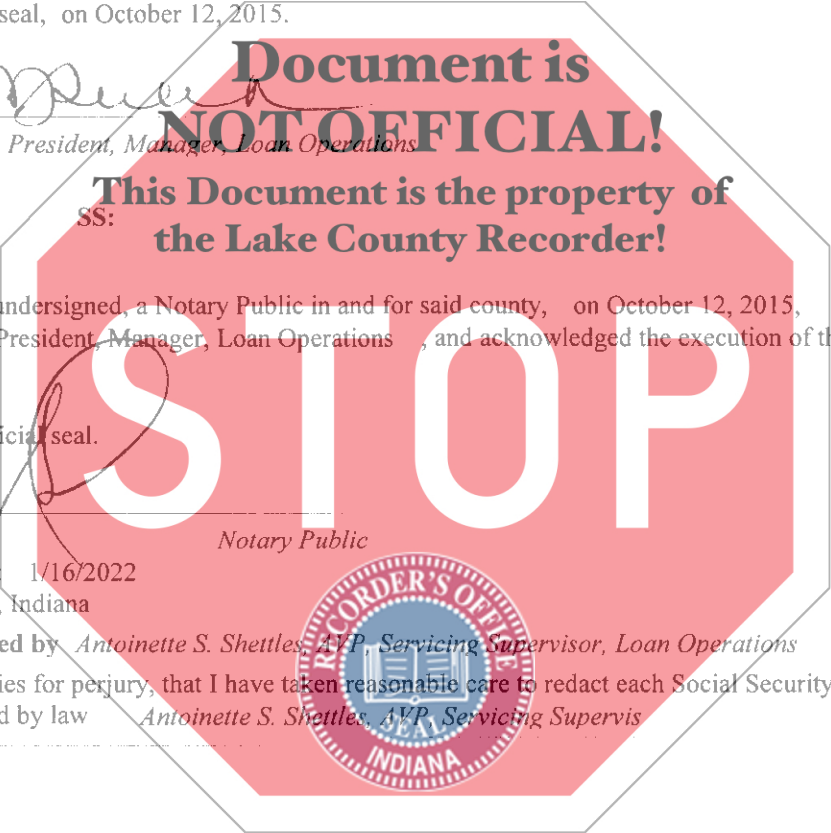 seal, on October 12, 2015.
Document is
NOT OFFICIAL!
President, Manager, Loan Operations
This Document is the property of
the Lake County Recorder!
SS:
undersigned, a Notary Public in and for said county, on October 12, 2015,
President, Manager, Loan Operations , and acknowledged the execution of th
STOP
icial seal.
Notary Public
1/16/2022
, Indiana
ed by Antoinette S. Shettles, AVP, Servicing Supervisor, Loan Operations
ies for perjury, that I have taken reasonable care to redact each Social Security
d by law Antoinette S. Shettles, AVP, Servicing Supervis
RECORDER'S OFFICE
SEAL
INDIANA